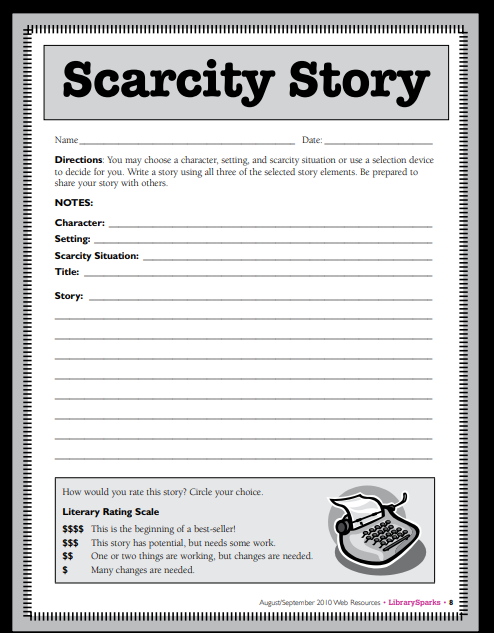 Scarcity Story
Name Date:
Directions: You may choose a character, setting, and scarcity situation or use a selection device
to decide for you. Write a story using all three of the selected story elements. Be prepared to
share your story with others.
NOTES:
Character:
Setting:
Scarcity Situation:
Title:
Story:
How would you rate this story? Circle your choice.
Literary Rating Scale
$$$$ This is the beginning of a best-seller!
$$$ This story has potential, but needs some work.
$$ One or two things are working, but changes are needed.
$ Many changes are needed.
August/September 2010 Web Resources • LibrarySparks • 8